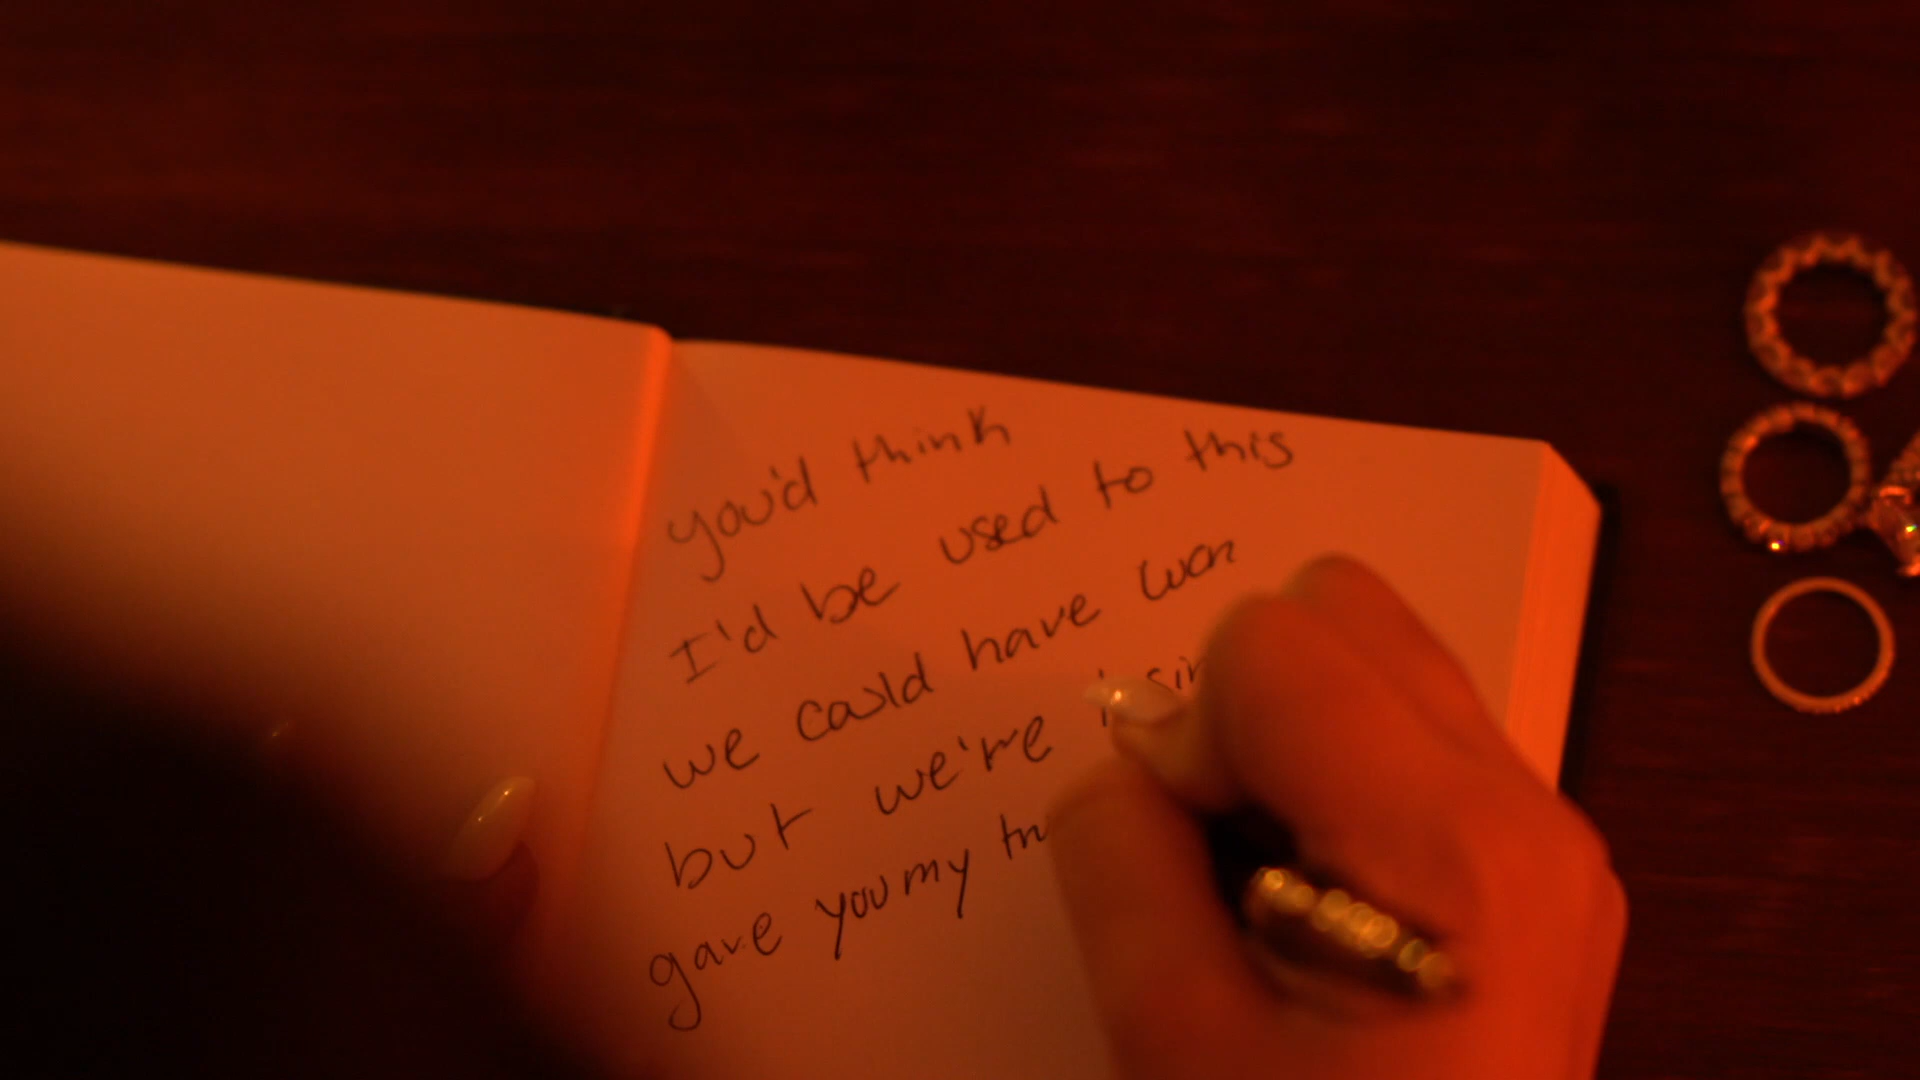 you'd think
I'd be used to this
we could have won
but we're
gave you my